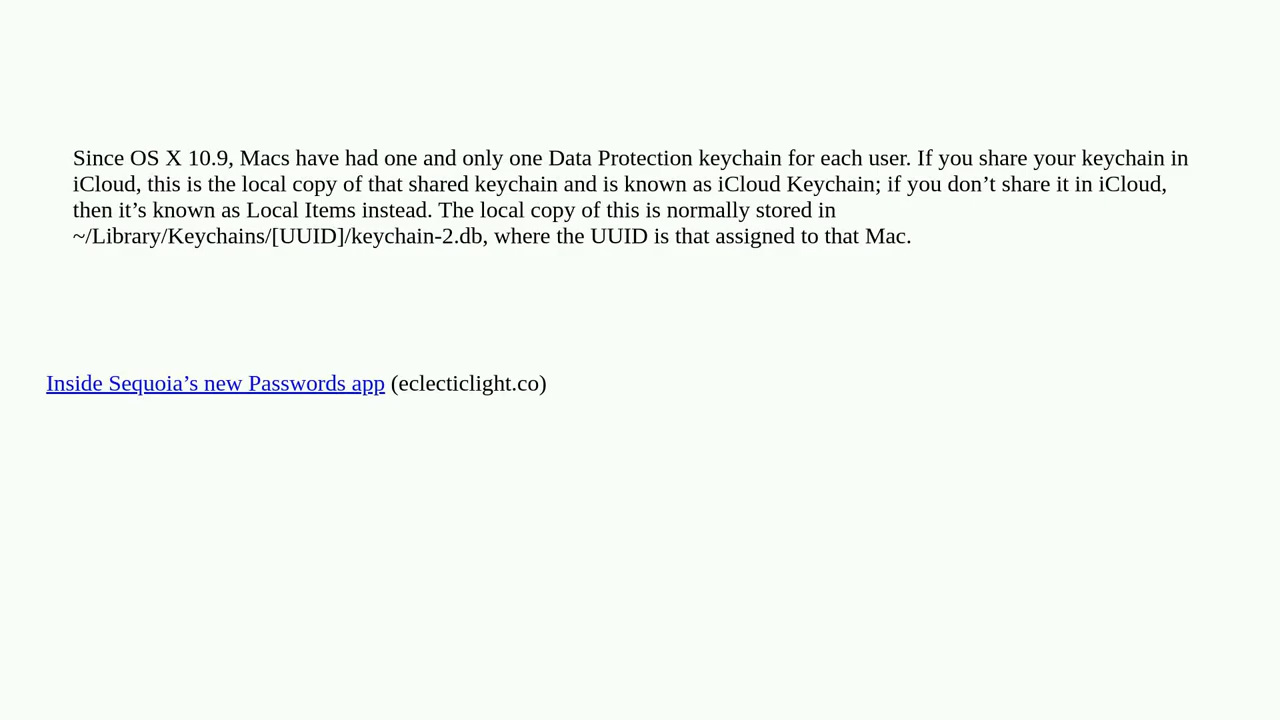 Since OS X 10.9, Macs have had one and only one Data Protection keychain for each user. If you share your keychain in
iCloud, this is the local copy of that shared keychain and is known as iCloud Keychain; if you don’t share it in iCloud,
then it’s known as Local Items instead. The local copy of this is normally stored in
~/Library/Keychains/[UUID]/keychain-2.db, where the UUID is that assigned to that Mac.
Inside Sequoia’s new Passwords app (eclecticlight.co)